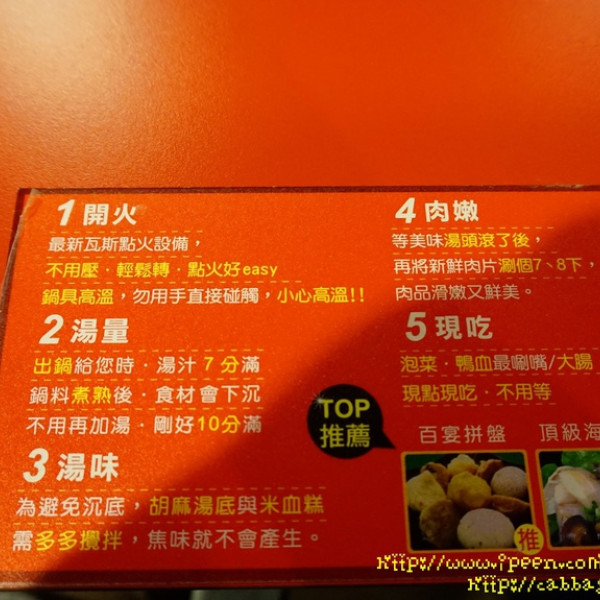 1 開火
最新瓦斯點火設備，
不用壓．輕鬆轉．點火好easy
鍋具高溫，勿用手直接碰觸，小心高溫!!
2 湯量
出鍋給您時．湯汁7分滿
鍋料煮熟後．食材會下沉
不用再加湯．剛好10分滿
3 湯味
為避免沉底，胡麻湯底與米血糕
需多多攪拌，焦味就不會產生。
4 肉嫩
等美味湯頭滾了後，
再將新鮮肉片涮個7、8下，
肉品滑嫩又鮮美。
5 現吃
泡菜．鴨血最唰嘴/大腸
現點現吃．不用等
TOP
推薦
百宴拼盤
頂級海
推
http://www.ipeen.com
http://cabbag